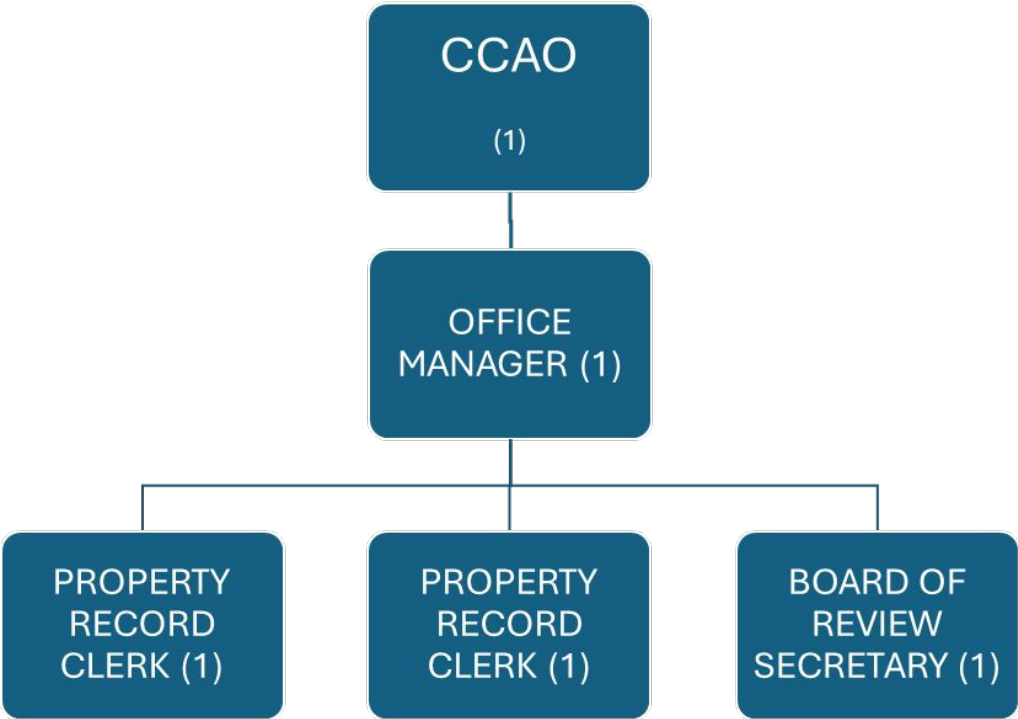 CCAO
(1)
OFFICE
MANAGER (1)
PROPERTY
RECORD
CLERK (1)
PROPERTY
RECORD
CLERK (1)
BOARD OF
REVIEW
SECRETARY (1)